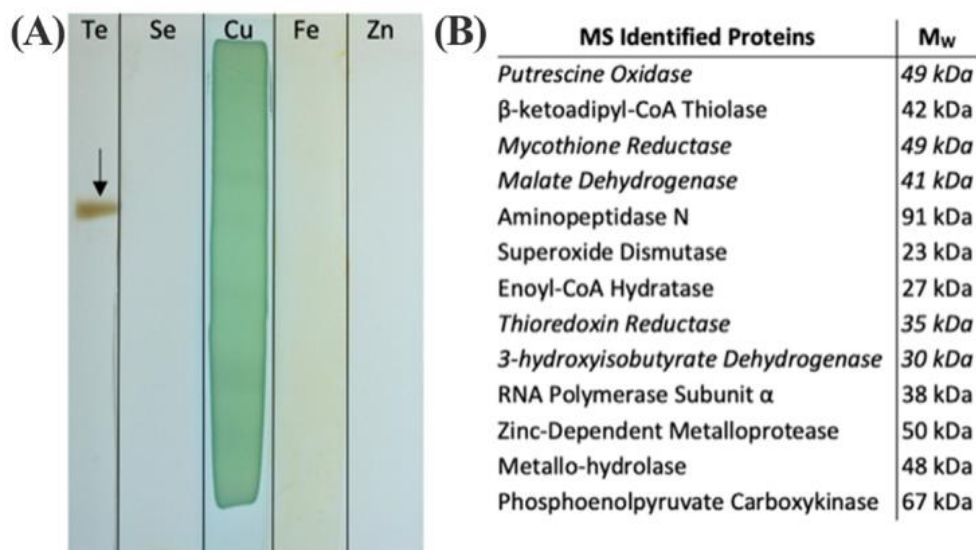 (A) Te Se Cu Fe Zn
(B) MS Identified Proteins Mw
Putrescine Oxidase 49 kDa
β-ketoadipyl-CoA Thiolase 42 kDa
Mycothione Reductase 49 kDa
Malate Dehydrogenase 41 kDa
Aminopeptidase N 91 kDa
Superoxide Dismutase 23 kDa
Enoyl-CoA Hydratase 27 kDa
Thioredoxin Reductase 35 kDa
3-hydroxyisobutyrate Dehydrogenase 30 kDa
RNA Polymerase Subunit α 38 kDa
Zinc-Dependent Metalloprotease 50 kDa
Metallo-hydrolase 48 kDa
Phosphoenolpyruvate Carboxykinase 67 kDa